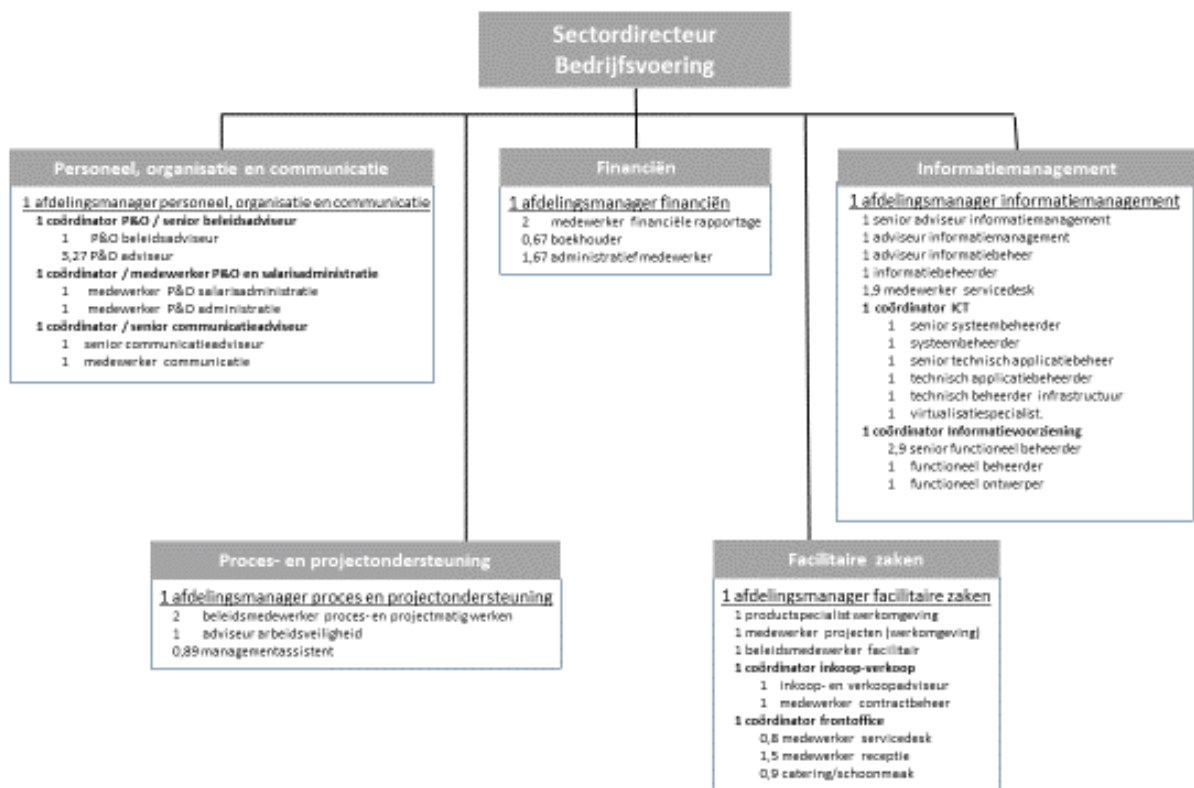 Sectordirecteur
Bedrijfsvoering
Personeel, organisatie en communicatie
1 afdelingsmanager personeel, organisatie en communicatie
1 coördinator P&O / senior beleidsadviseur
1 P&O beleidsadviseur
3,27 P&O adviseur
1 coördinator / medewerker P&O en salarisadministratie
1 medewerker P&O salarisadministratie
1 medewerker P&O administratie
1 coördinator / senior communicatieadviseur
1 senior communicatieadviseur
1 medewerker communicatie
Financiën
1 afdelingsmanager financiën
2 medewerker financiële rapportage
0,67 boekhouder
1,67 administratief medewerker
Informatiemanagement
1 afdelingsmanager informatiemanagement
1 senior adviseur informatiemanagement
1 adviseur informatiemanagement
1 adviseur informatiebeheer
1 informatiebeheerder
1,9 medewerker servicedesk
1 coördinator ICT
1 senior systeembeheerder
1 systeembeheerder
1 senior technisch applicatiebeheer
1 technisch applicatiebeheerder
1 technisch beheerder infrastructuur
1 virtualisatiespecialist.
1 coördinator Informatievoorziening
2,9 senior functioneel beheerder
1 functioneel beheerder
1 functioneel ontwerper
Proces- en projectondersteuning
1 afdelingsmanager proces en projectondersteuning
2 beleidsmedewerker proces- en projectmatig werken
1 adviseur arbeidsveiligheid
0,89 managementassistent
Facilitaire zaken
1 afdelingsmanager facilitaire zaken
1 productspecialist werkomgeving
1 medewerker projecten (werkomgeving)
1 beleidsmedewerker facilitair
1 coördinator inkoop-verkoop
1 inkoop- en verkoopadviseur
1 medewerker contractbeheer
1 coördinator frontoffice
0,8 medewerker servicedesk
1,5 medewerker receptie
0,9 catering/schoonmaak